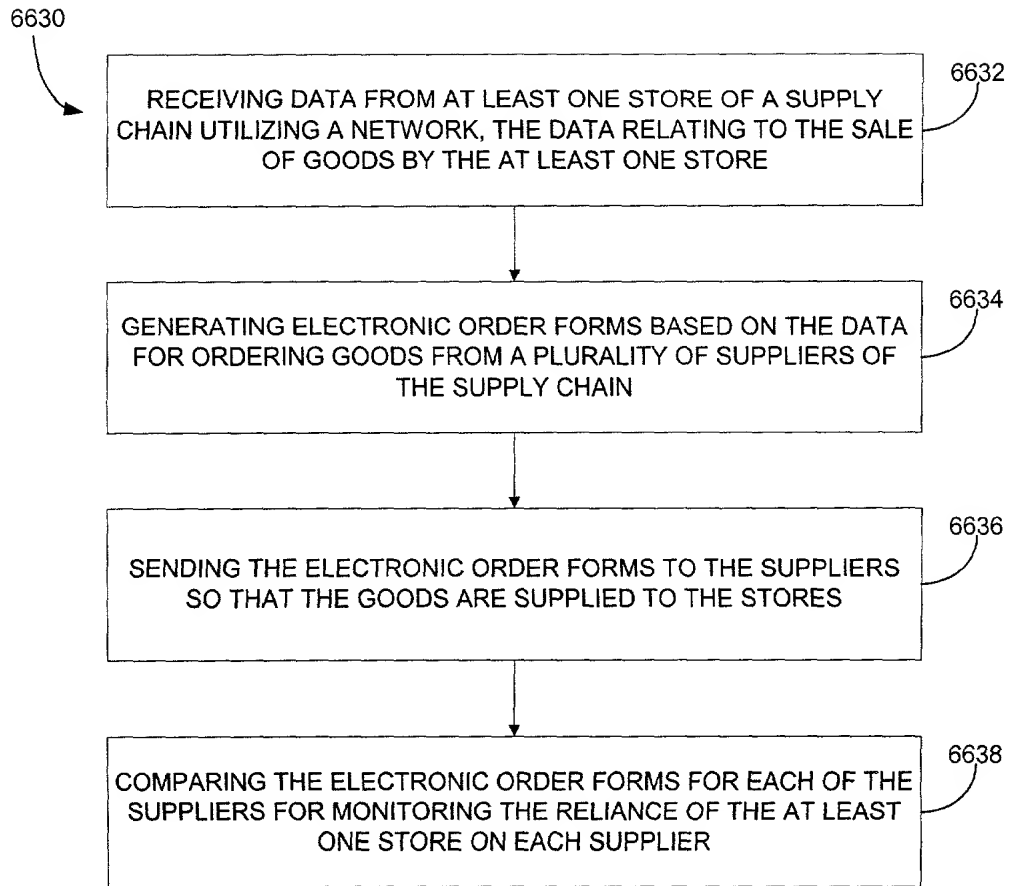 6630
6632
RECEIVING DATA FROM AT LEAST ONE STORE OF A SUPPLY
CHAIN UTILIZING A NETWORK, THE DATA RELATING TO THE SALE
OF GOODS BY THE AT LEAST ONE STORE
6634
GENERATING ELECTRONIC ORDER FORMS BASED ON THE DATA
FOR ORDERING GOODS FROM A PLURALITY OF SUPPLIERS OF
THE SUPPLY CHAIN
6636
SENDING THE ELECTRONIC ORDER FORMS TO THE SUPPLIERS
SO THAT THE GOODS ARE SUPPLIED TO THE STORES
6638
COMPARING THE ELECTRONIC ORDER FORMS FOR EACH OF THE
SUPPLIERS FOR MONITORING THE RELIANCE OF THE AT LEAST
ONE STORE ON EACH SUPPLIER